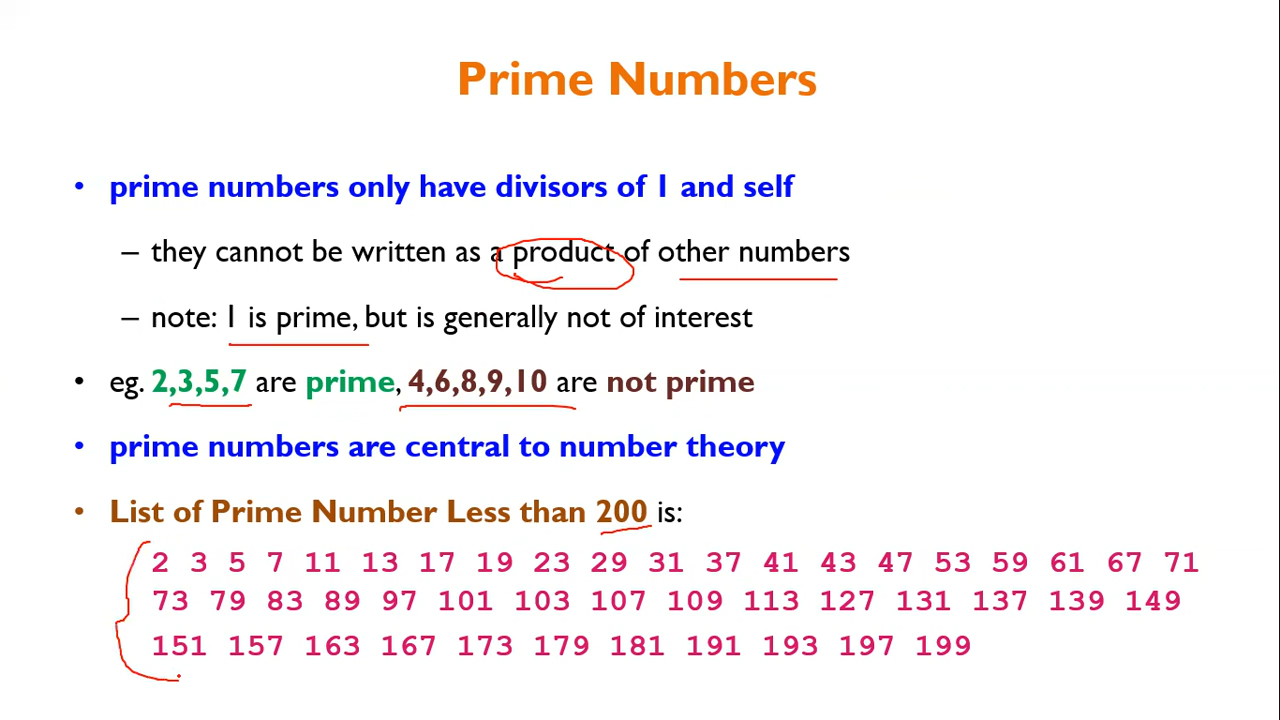 Prime Numbers
• prime numbers only have divisors of 1 and self
– they cannot be written as a product of other numbers
– note: 1 is prime, but is generally not of interest
• eg. 2,3,5,7 are prime, 4,6,8,9,10 are not prime
• prime numbers are central to number theory
• List of Prime Number Less than 200 is:
2 3 5 7 11 13 17 19 23 29 31 37 41 43 47 53 59 61 67 71
73 79 83 89 97 101 103 107 109 113 127 131 137 139 149
151 157 163 167 173 179 181 191 193 197 199